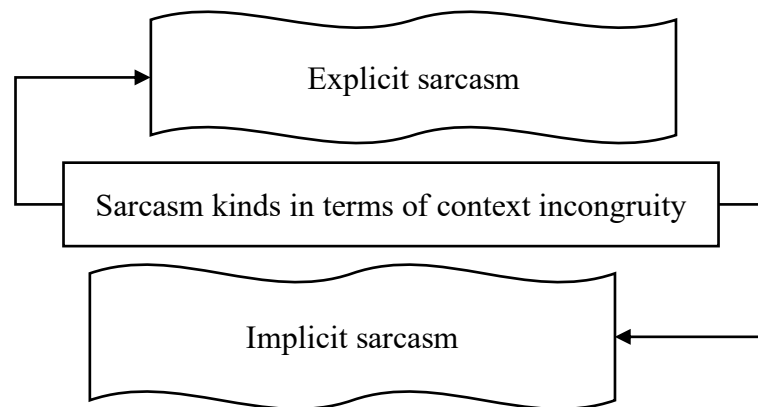 Explicit sarcasm
Sarcasm kinds in terms of context incongruity
Implicit sarcasm